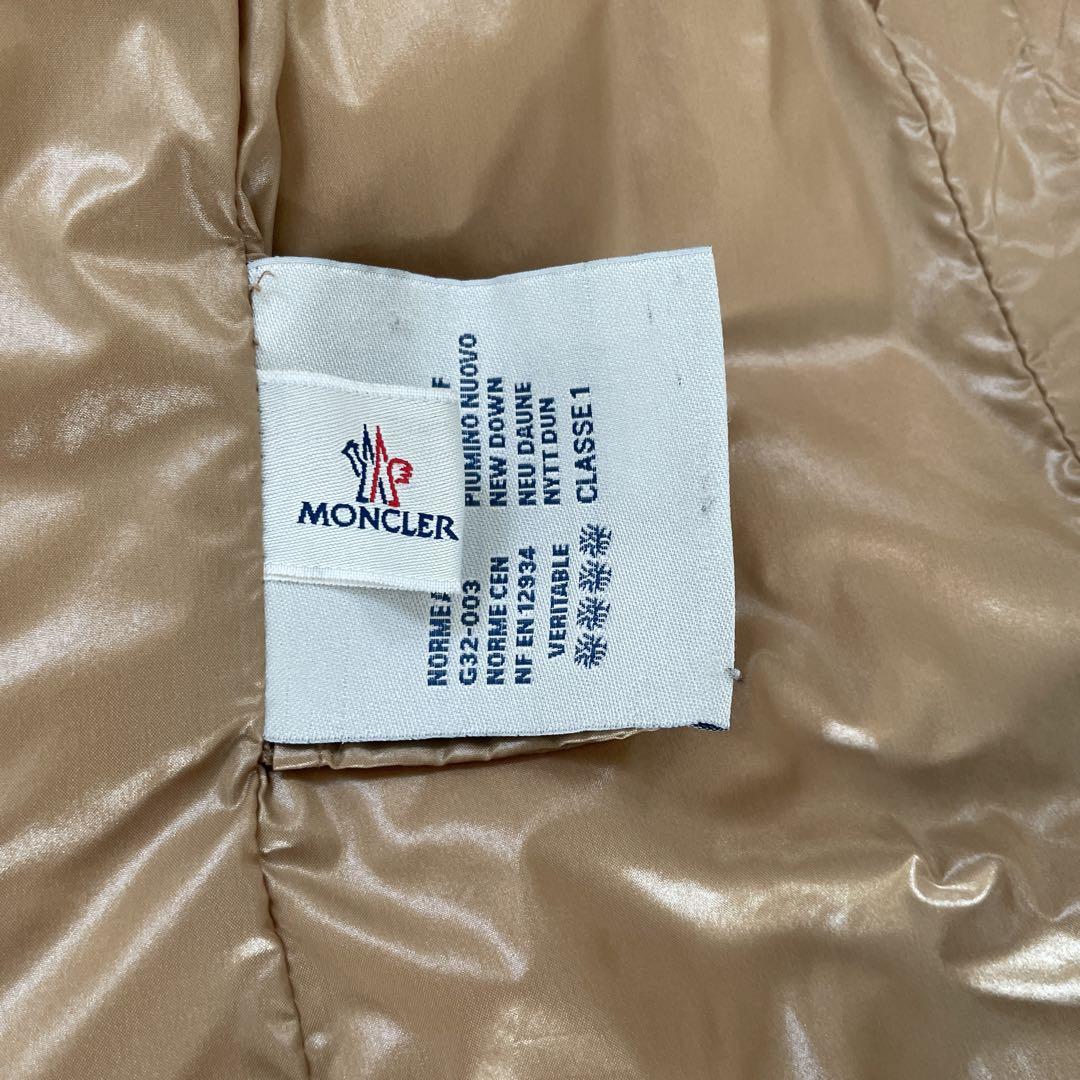 MONCLER
PIUMINO NUOVO
NEW DOWN
NEU DAUNE
NYTT DUN
CLASSE 1
G32-003
NORME CEN
NF EN 12934
VERITABLE